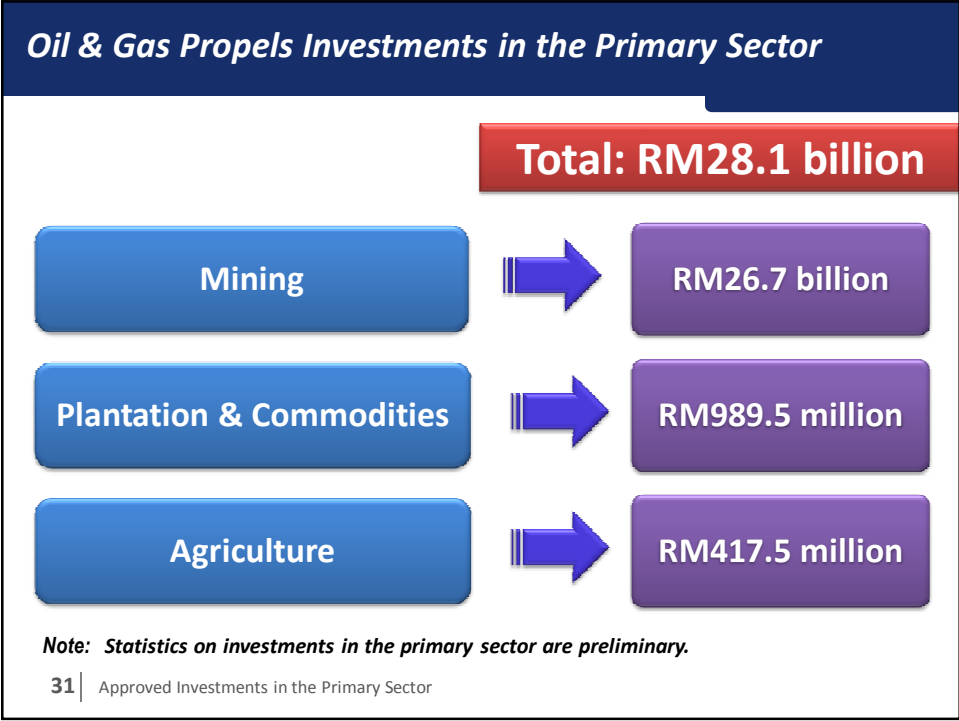 Oil & Gas Propels Investments in the Primary Sector
Total: RM28.1 billion
Mining
RM26.7 billion
Plantation & Commodities
RM989.5 million
Agriculture
RM417.5 million
Note: Statistics on investments in the primary sector are preliminary.
31 Approved Investments in the Primary Sector